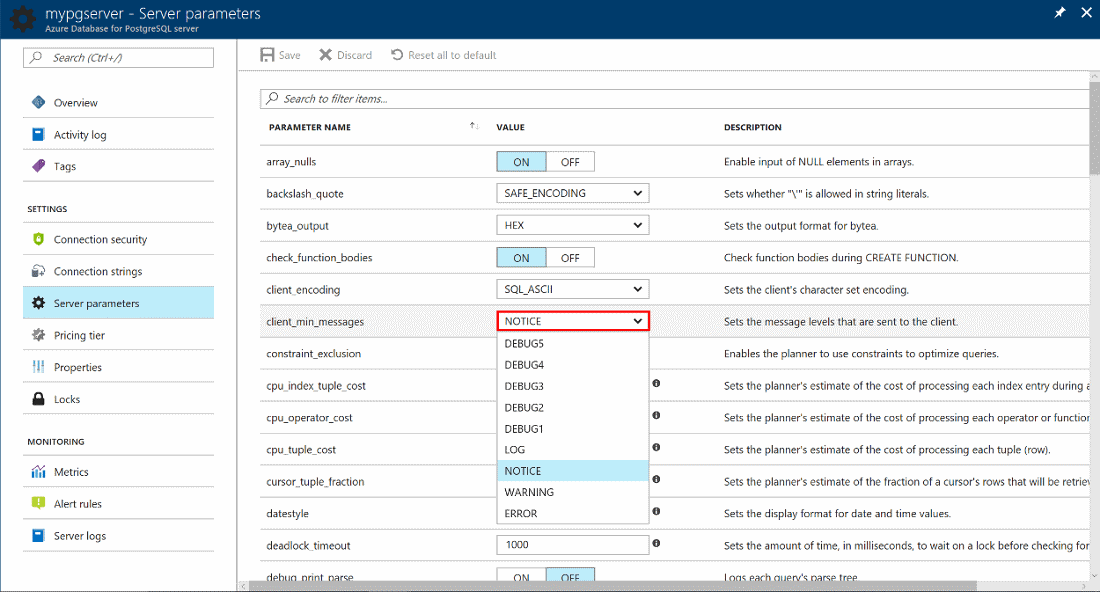 mypgserver - Server parameters
Azure Database for PostgreSQL server
Search (Ctrl+/)
Overview
Activity log
Tags
SETTINGS
Connection security
Connection strings
Server parameters
Pricing tier
Properties
Locks
MONITORING
Metrics
Alert rules
Server logs
Save Discard Reset all to default
Search to filter items...
PARAMETER NAME VALUE DESCRIPTION
array_nulls ON OFF Enable input of NULL elements in arrays.
backslash_quote SAFE_ENCODING Sets whether "\'" is allowed in string literals.
bytea_output HEX Sets the output format for bytea.
check_function_bodies ON OFF Check function bodies during CREATE FUNCTION.
client_encoding SQL_ASCII Sets the client's character set encoding.
client_min_messages NOTICE Sets the message levels that are sent to the client.
DEBUG5
constraint_exclusion Enables the planner to use constraints to optimize queries.
DEBUG4
cpu_index_tuple_cost DEBUG3 Sets the planner's estimate of the cost of processing each index entry during a
DEBUG2
cpu_operator_cost Sets the planner's estimate of the cost of processing each operator or function
DEBUG1
cpu_tuple_cost LOG Sets the planner's estimate of the cost of processing each tuple (row).
NOTICE
cursor_tuple_fraction Sets the planner's estimate of the fraction of a cursor's rows that will be retriev
WARNING
datestyle ERROR Sets the display format for date and time values.
deadlock_timeout 1000 Sets the amount of time, in milliseconds, to wait on a lock before checking for
debug_print_parse ON OFF Logs each query's parse tree.